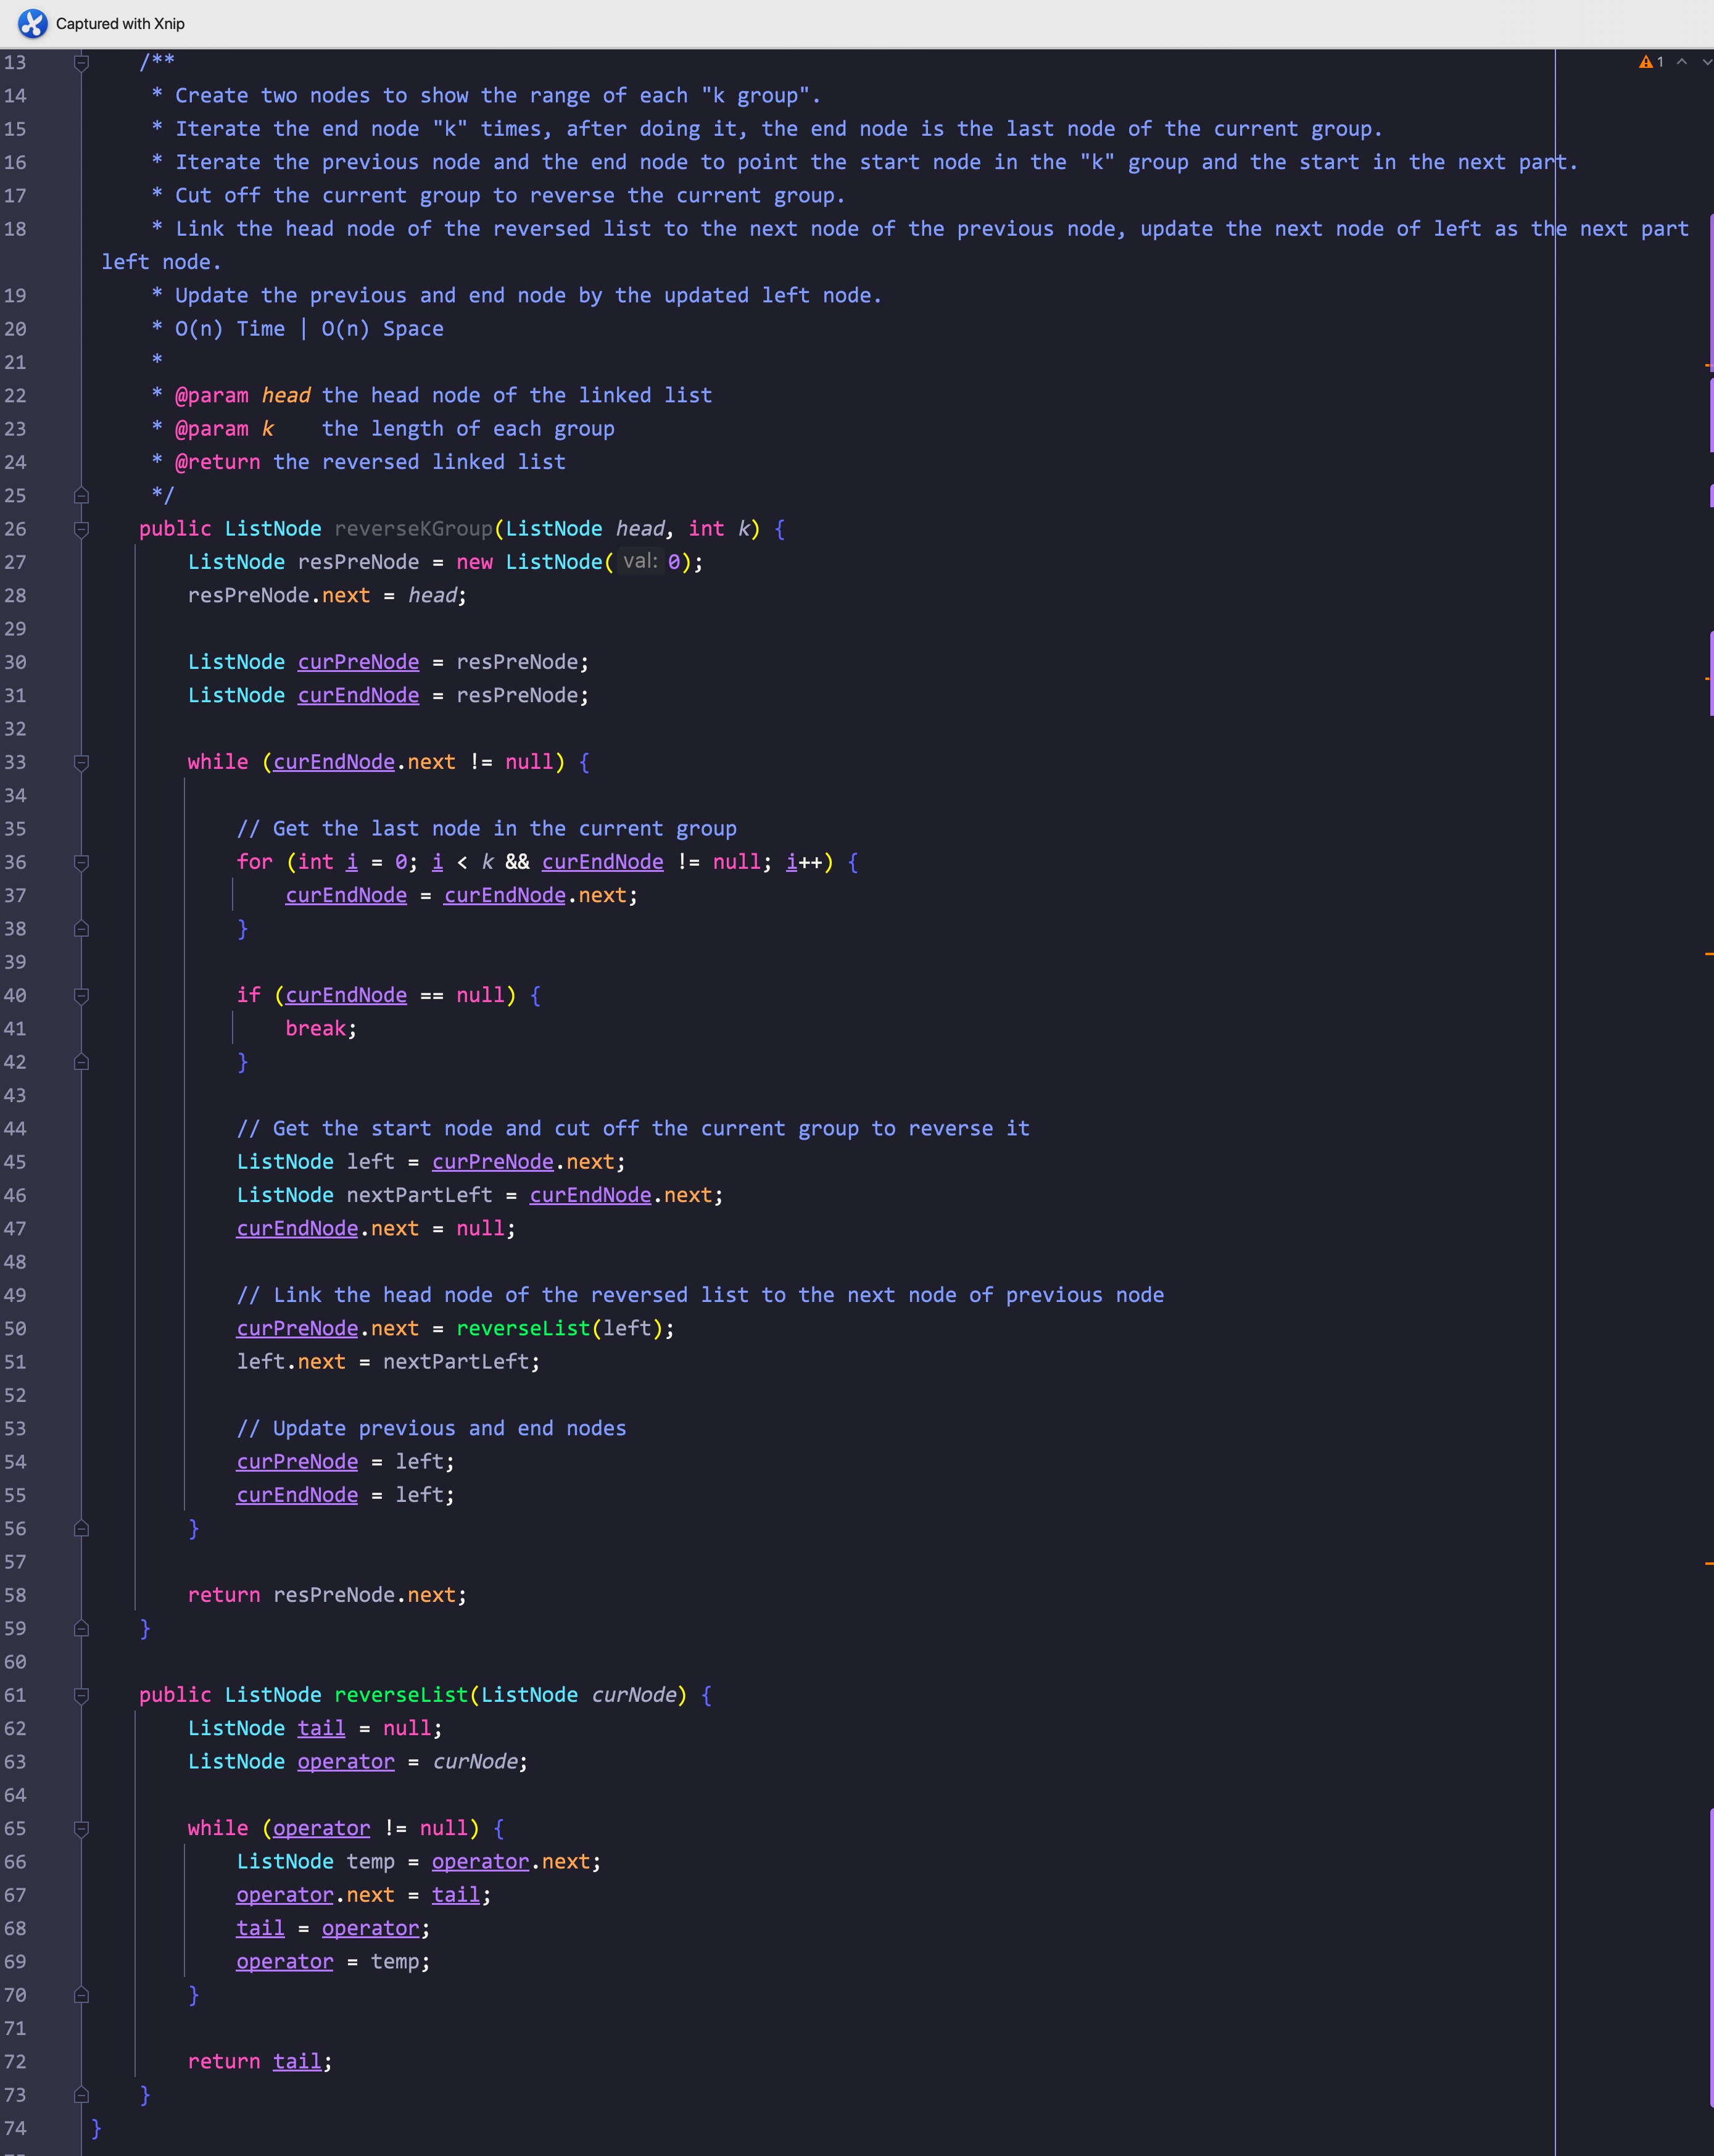 Captured with Xnip
1
13 /**
14 * Create two nodes to show the range of each "k group".
15 * Iterate the end node "k" times, after doing it, the end node is the last node of the current group.
16 * Iterate the previous node and the end node to point the start node in the "k" group and the start in the next part.
17 * Cut off the current group to reverse the current group.
18 * Link the head node of the reversed list to the next node of the previous node, update the next node of left as the next part
left node.
19 * Update the previous and end node by the updated left node.
20 * O(n) Time | O(n) Space
21 *
22 * @param head the head node of the linked list
23 * @param k    the length of each group
24 * @return the reversed linked list
25 */
26 public ListNode reverseKGroup(ListNode head, int k) {
27 ListNode resPreNode = new ListNode( val: 0);
28 resPreNode.next = head;
29
30 ListNode curPreNode = resPreNode;
31 ListNode curEndNode = resPreNode;
32
33 while (curEndNode.next != null) {
34
35 // Get the last node in the current group
36 for (int i = 0; i < k && curEndNode != null; i++) {
37 curEndNode = curEndNode.next;
38 }
39
40 if (curEndNode == null) {
41 break;
42 }
43
44 // Get the start node and cut off the current group to reverse it
45 ListNode left = curPreNode.next;
46 ListNode nextPartLeft = curEndNode.next;
47 curEndNode.next = null;
48
49 // Link the head node of the reversed list to the next node of previous node
50 curPreNode.next = reverseList(left);
51 left.next = nextPartLeft;
52
53 // Update previous and end nodes
54 curPreNode = left;
55 curEndNode = left;
56 }
57
58 return resPreNode.next;
59 }
60
61 public ListNode reverseList(ListNode curNode) {
62 ListNode tail = null;
63 ListNode operator = curNode;
64
65 while (operator != null) {
66 ListNode temp = operator.next;
67 operator.next = tail;
68 tail = operator;
69 operator = temp;
70 }
71
72 return tail;
73 }
74 }